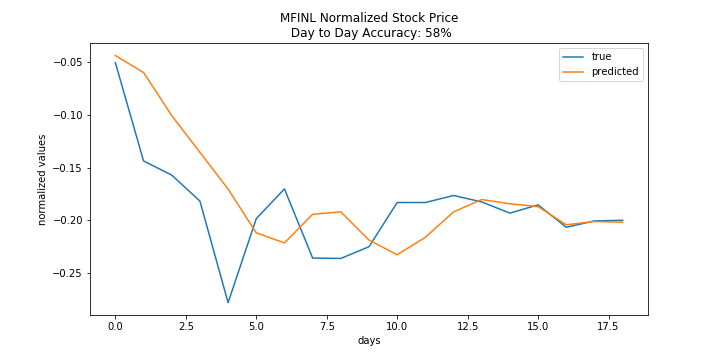 MFINL Normalized Stock Price
Day to Day Accuracy: 58%
true
predicted
normalized values
−0.05
−0.10
−0.15
−0.20
−0.25
0.0 2.5 5.0 7.5 10.0 12.5 15.0 17.5
days